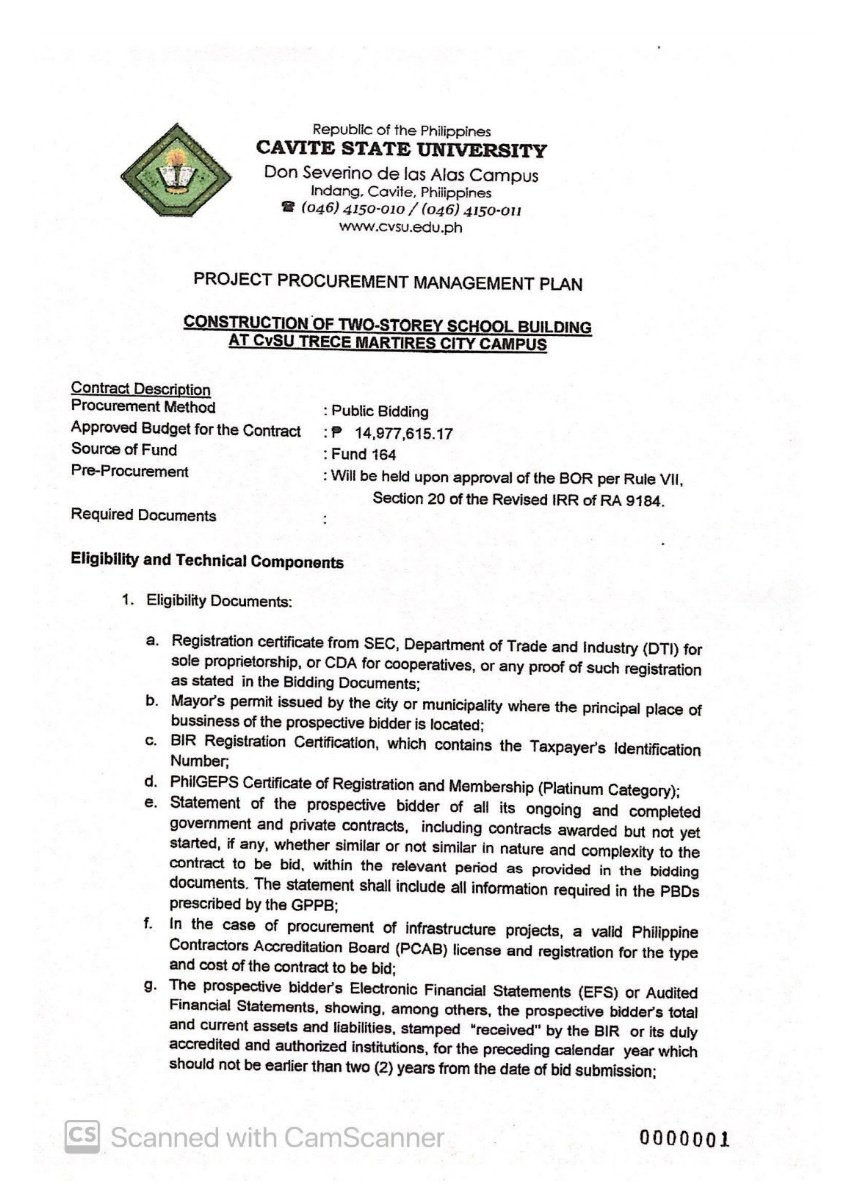 Republic of the Philippines
CAVITE STATE UNIVERSITY
Don Severino de las Alas Campus
Indang, Cavite, Philippines
☎ (046) 4150-010 / (046) 4150-011
www.cvsu.edu.ph
PROJECT PROCUREMENT MANAGEMENT PLAN
CONSTRUCTION OF TWO-STOREY SCHOOL BUILDING
AT CvSU TRECE MARTIRES CITY CAMPUS
Contract Description
Procurement Method : Public Bidding
Approved Budget for the Contract : ₱ 14,977,615.17
Source of Fund : Fund 164
Pre-Procurement : Will be held upon approval of the BOR per Rule VII,
Section 20 of the Revised IRR of RA 9184.
Required Documents :
Eligibility and Technical Components
1. Eligibility Documents:
a. Registration certificate from SEC, Department of Trade and Industry (DTI) for
sole proprietorship, or CDA for cooperatives, or any proof of such registration
as stated in the Bidding Documents;
b. Mayor's permit issued by the city or municipality where the principal place of
bussiness of the prospective bidder is located;
c. BIR Registration Certification, which contains the Taxpayer's Identification
Number;
d. PhilGEPS Certificate of Registration and Membership (Platinum Category);
e. Statement of the prospective bidder of all its ongoing and completed
government and private contracts, including contracts awarded but not yet
started, if any, whether similar or not similar in nature and complexity to the
contract to be bid, within the relevant period as provided in the bidding
documents. The statement shall include all information required in the PBDs
prescribed by the GPPB;
f. In the case of procurement of infrastructure projects, a valid Philippine
Contractors Accreditation Board (PCAB) license and registration for the type
and cost of the contract to be bid;
g. The prospective bidder's Electronic Financial Statements (EFS) or Audited
Financial Statements, showing, among others, the prospective bidder's total
and current assets and liabilities, stamped "received" by the BIR or its duly
accredited and authorized institutions, for the preceding calendar year which
should not be earlier than two (2) years from the date of bid submission;
CS Scanned with CamScanner
0000001